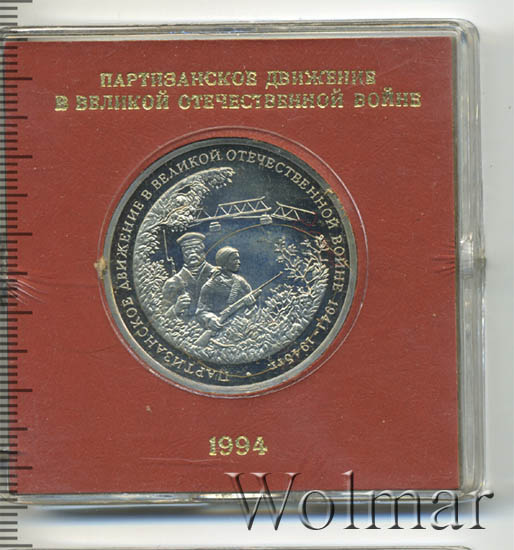 ПАРТИЗАНСКОЕ ДВИЖЕНИЕ
В ВЕЛИКОЙ ОТЕЧЕСТВЕННОЙ ВОЙНЕ
ПАРТИЗАНСКОЕ ДВИЖЕНИЕ В ВЕЛИКОЙ ОТЕЧЕСТВЕННОЙ ВОЙНЕ 1941-1945 гг.
1994
Wolmar